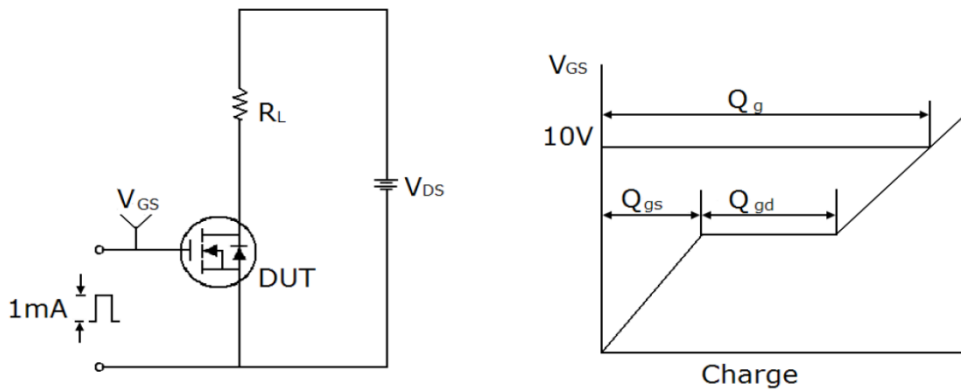 RL
VDS
VGS
DUT
1mA
VGS
Qg
10V
Qgs
Qgd
Charge